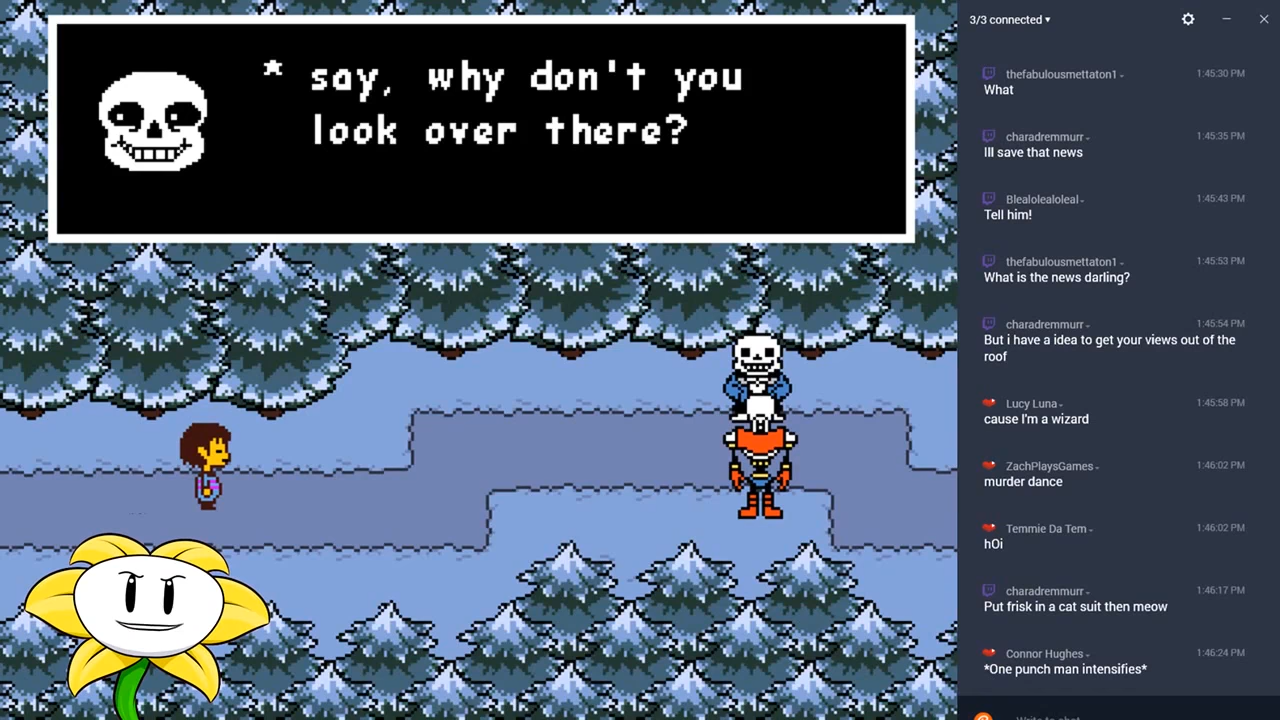 * say, why don't you
look over there?
3/3 connected
thefabulousmettaton1
1:45:30 PM
What
charadremmurr
1:45:35 PM
Ill save that news
Blealolealoleal
1:45:43 PM
Tell him!
thefabulousmettaton1
1:45:53 PM
What is the news darling?
charadremmurr
1:45:54 PM
But i have a idea to get your views out of the
roof
Lucy Luna
1:45:58 PM
cause I'm a wizard
ZachPlaysGames
1:46:02 PM
murder dance
Temmie Da Tem
1:46:02 PM
hOi
charadremmurr
1:46:17 PM
Put frisk in a cat suit then meow
Connor Hughes
1:46:24 PM
*One punch man intensifies*
Write to chat